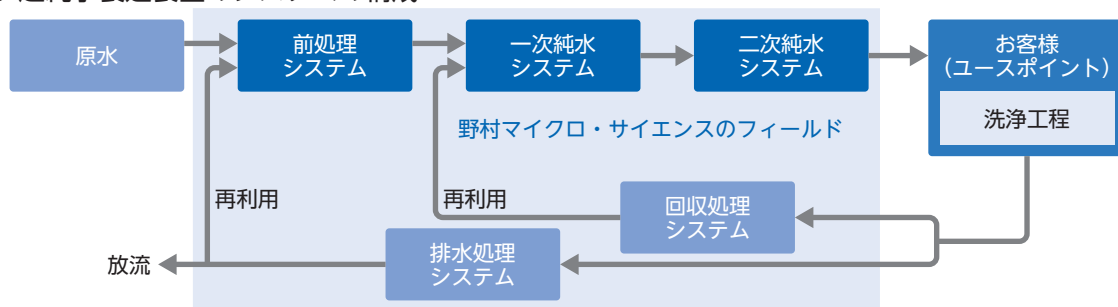 原水
前処理
システム
一次純水
システム
二次純水
システム
お客様
(ユースポイント)
洗浄工程
野村マイクロ・サイエンスのフィールド
再利用
再利用
回収処理
システム
放流
排水処理
システム